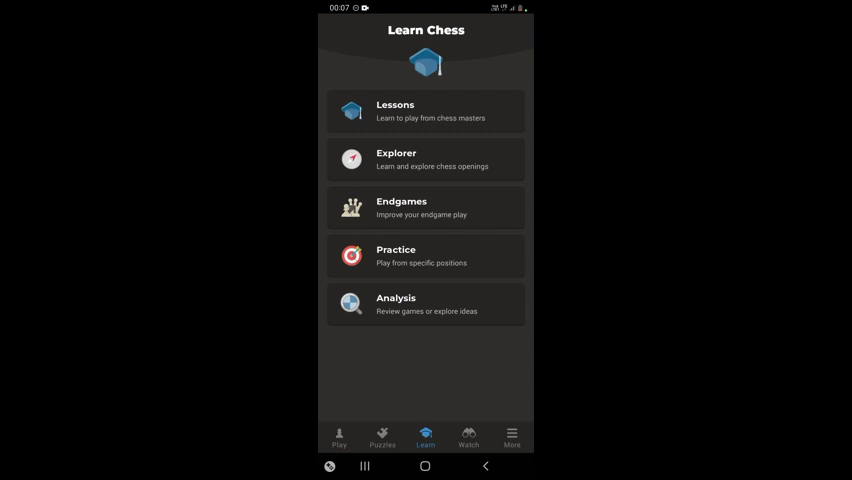 00:07
Learn Chess
Lessons
Learn to play from chess masters
Explorer
Learn and explore chess openings
Endgames
Improve your endgame play
Practice
Play from specific positions
Analysis
Review games or explore ideas
Play Puzzles Learn Watch More